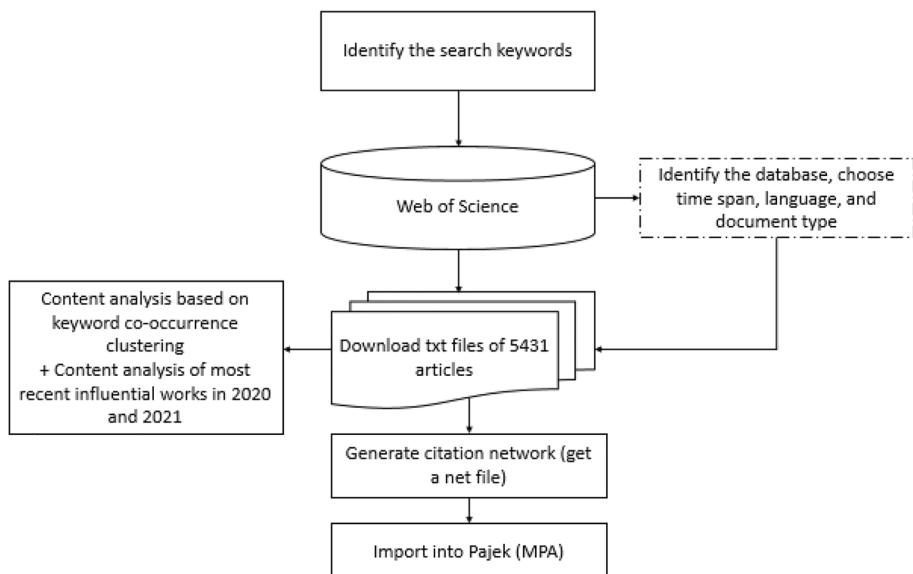 Identify the search keywords
Web of Science
Identify the database, choose
time span, language, and
document type
Content analysis based on
keyword co-occurrence
clustering
+ Content analysis of most
recent influential works in 2020
and 2021
Download txt files of 5431
articles
Generate citation network (get
a net file)
Import into Pajek (MPA)